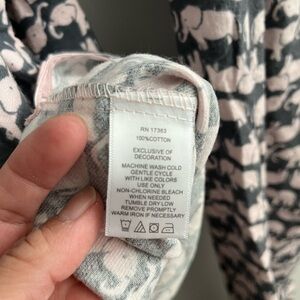 RN 17363
100%COTTON
EXCLUSIVE OF
DECORATION
MACHINE WASH COLD
GENTLE CYCLE
WITH LIKE COLORS
USE ONLY
NON-CHLORINE BLEACH
WHEN NEEDED
TUMBLE DRY LOW
REMOVE PROMPTLY
WARM IRON IF NECESSARY